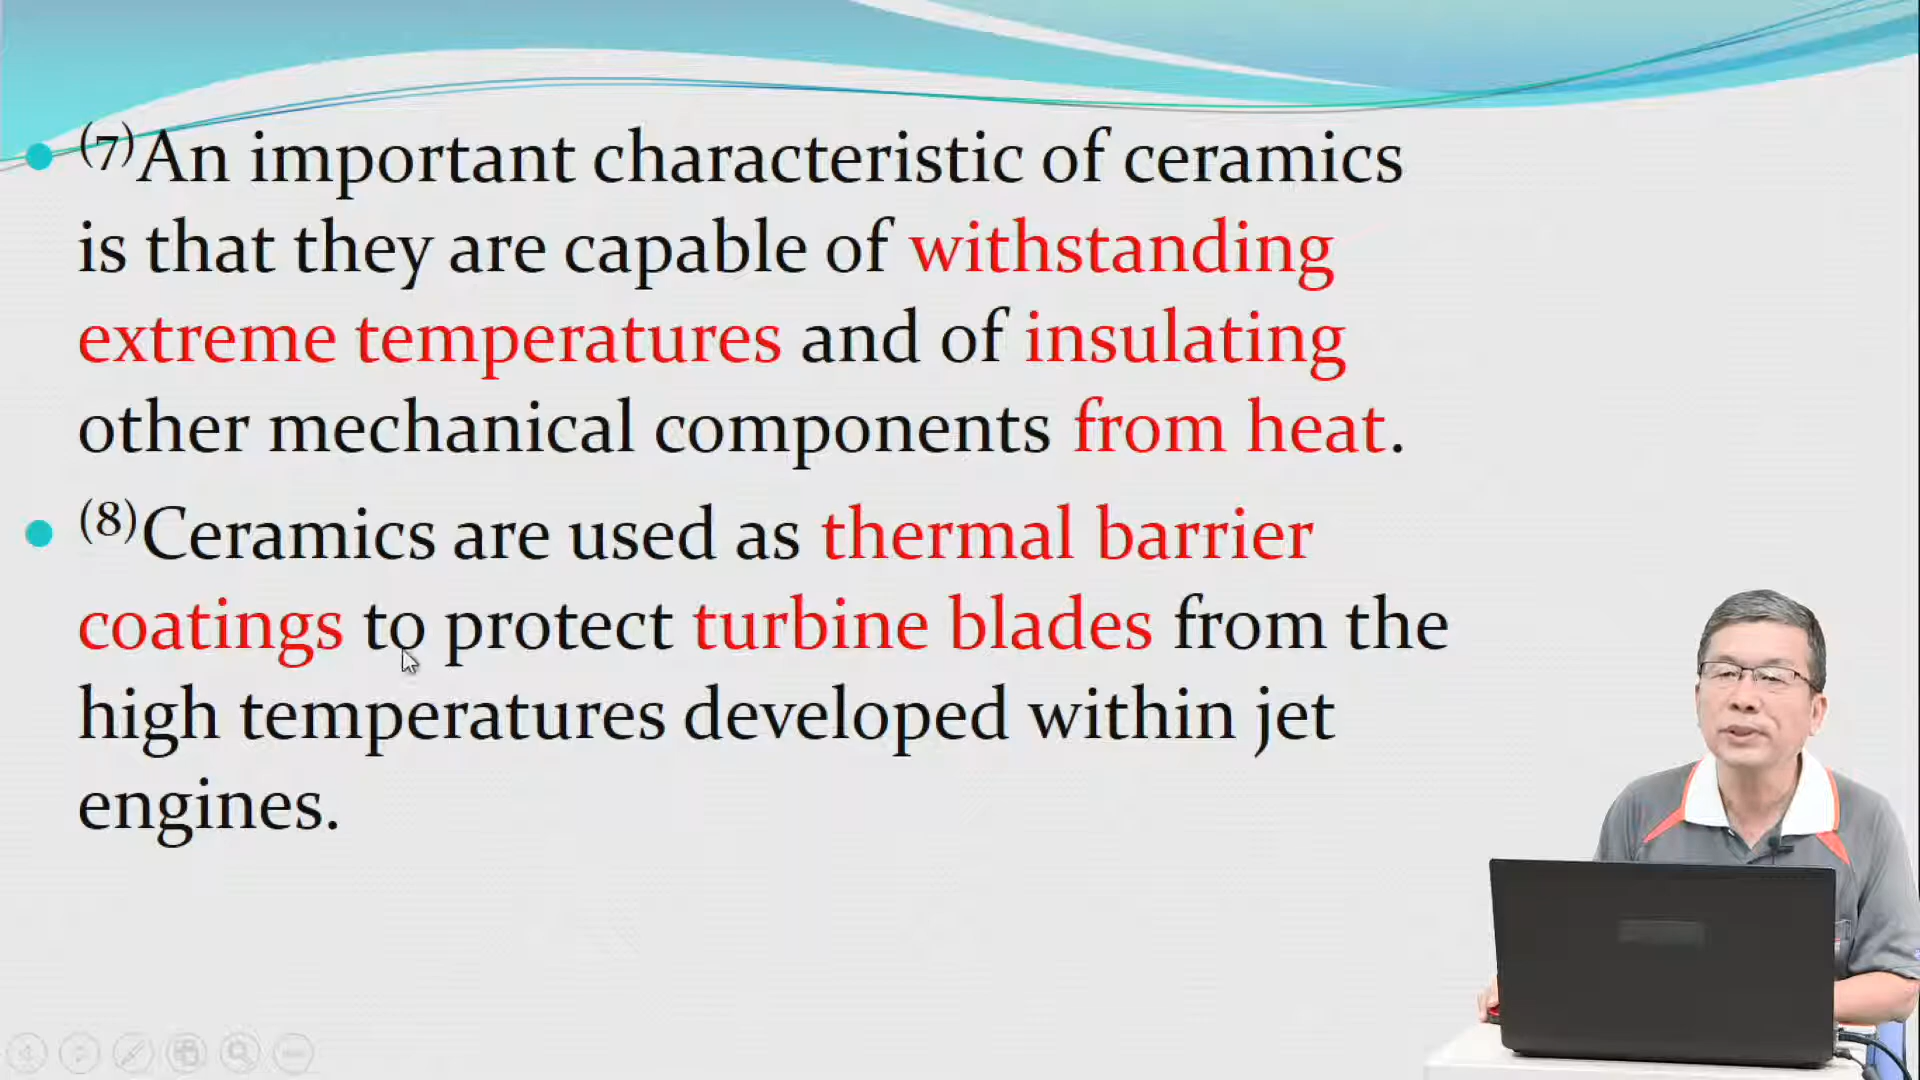 (7)An important characteristic of ceramics
is that they are capable of withstanding
extreme temperatures and of insulating
other mechanical components from heat.
(8)Ceramics are used as thermal barrier
coatings to protect turbine blades from the
high temperatures developed within jet
engines.